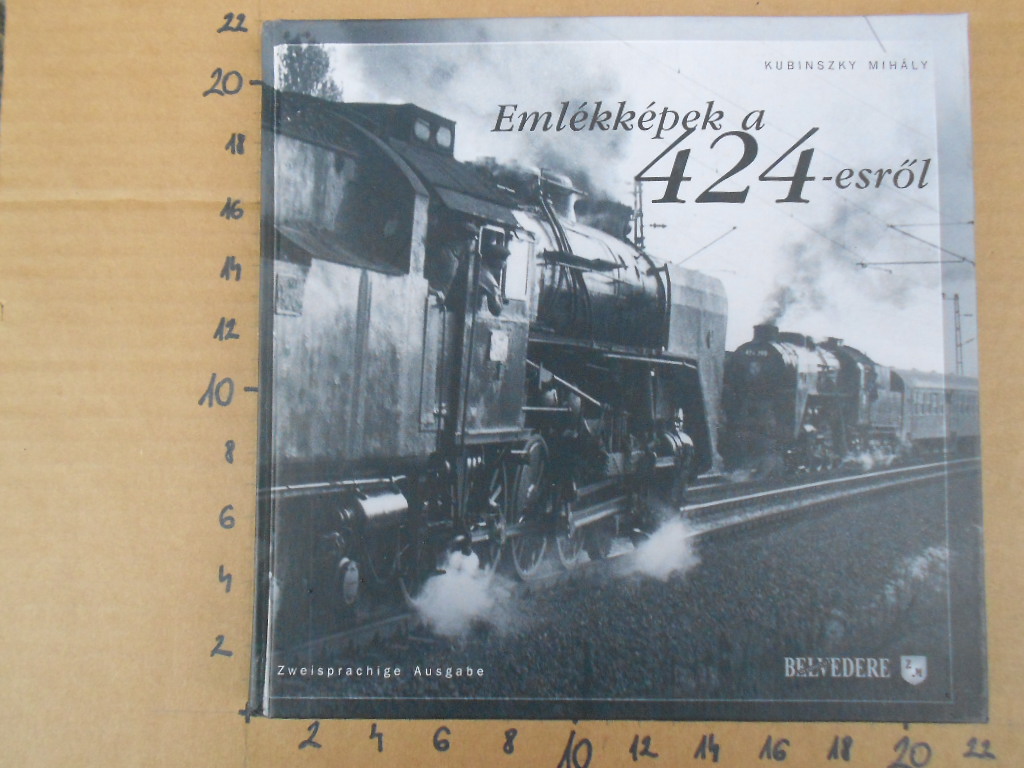 22
20
18
16
14
12
10
8
6
4
2
KUBINSZKY MIHÁLY
Emlékképek a
424-esről
Zweisprachige Ausgabe
BELVEDERE
2 4 6 8 10 12 14 16 18 20 22